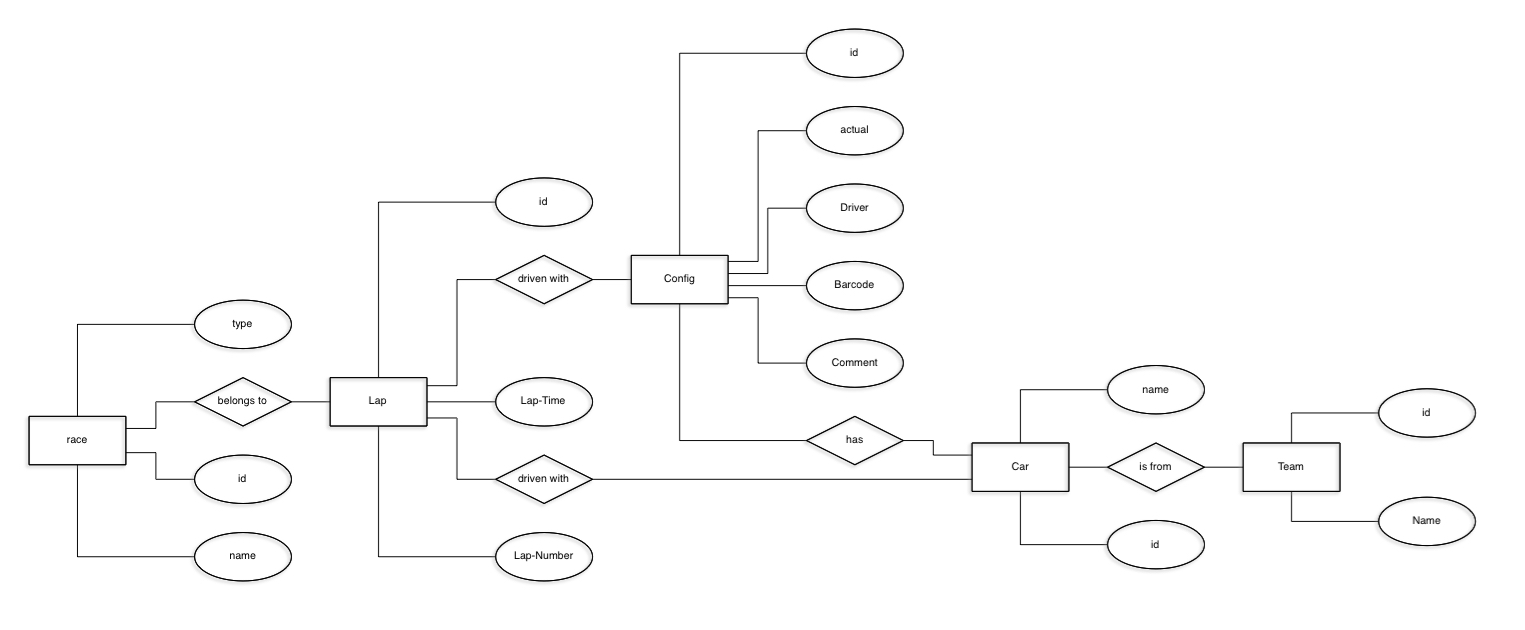 id
actual
id
Driver
driven with
Config
Barcode
type
Comment
belongs to
Lap
Lap-Time
name
id
race
has
Car
is from
Team
id
driven with
Name
name
Lap-Number
id